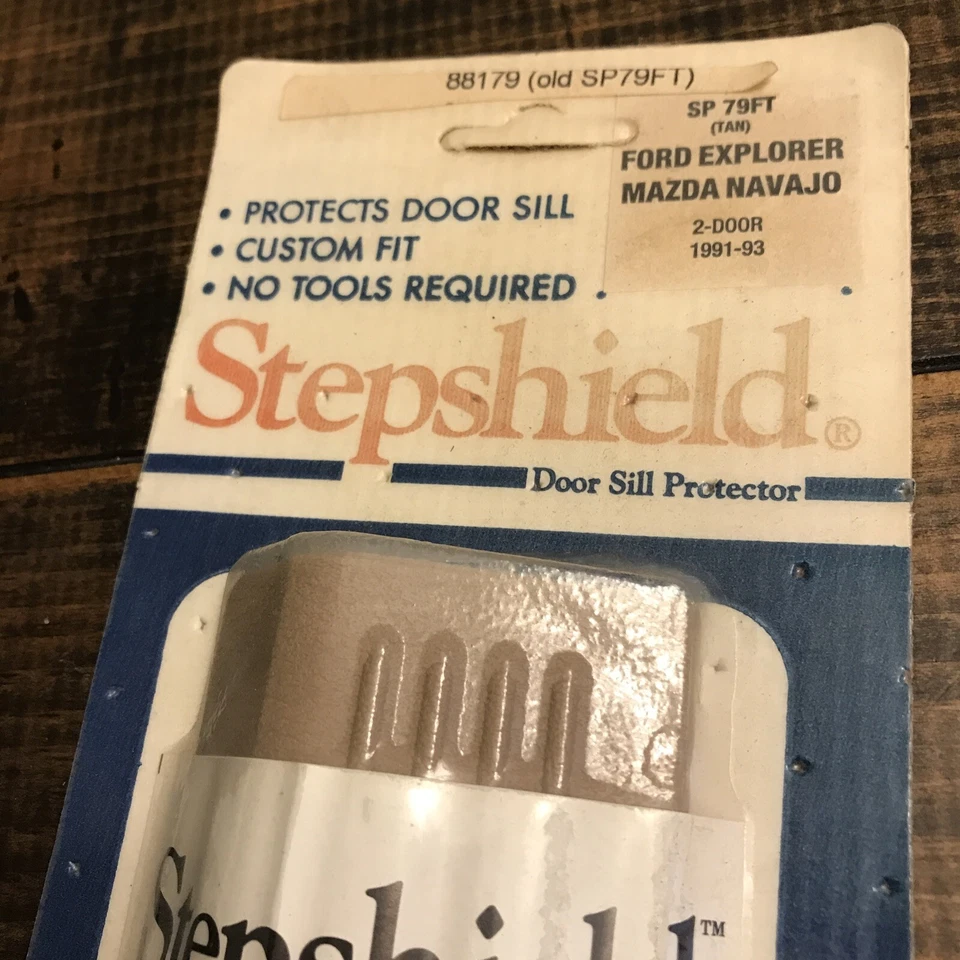 88179 (old SP79FT)
SP 79FT
(TAN)
FORD EXPLORER
MAZDA NAVAJO
2-DOOR
1991-93
• PROTECTS DOOR SILL
• CUSTOM FIT
• NO TOOLS REQUIRED
Stepshield®
Door Sill Protector
Stepshield™